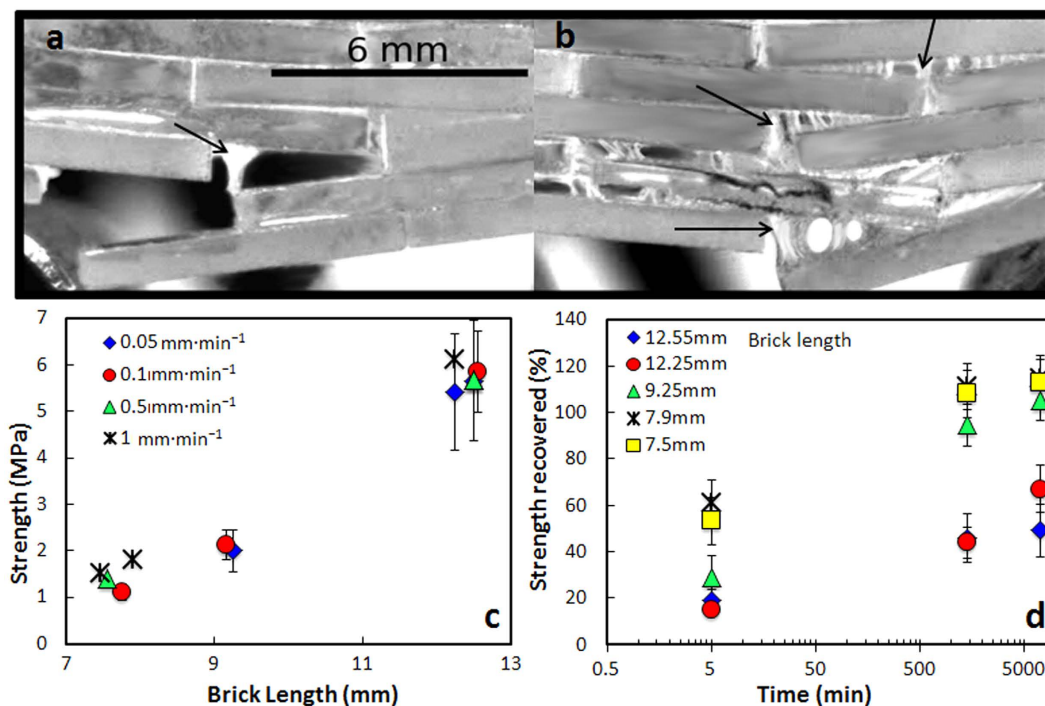 a
6 mm
b
7
6
5
4
3
2
1
0
Strength (MPa)
0.05 mm·min⁻¹
0.1mm·min⁻¹
0.5mm·min⁻¹
1 mm·min⁻¹
c
7
9
11
13
Brick Length (mm)
140
120
100
80
60
40
20
0
Strength recovered (%)
12.55mm
Brick length
12.25mm
9.25mm
7.9mm
7.5mm
d
0.5
5
50
500
5000
Time (min)